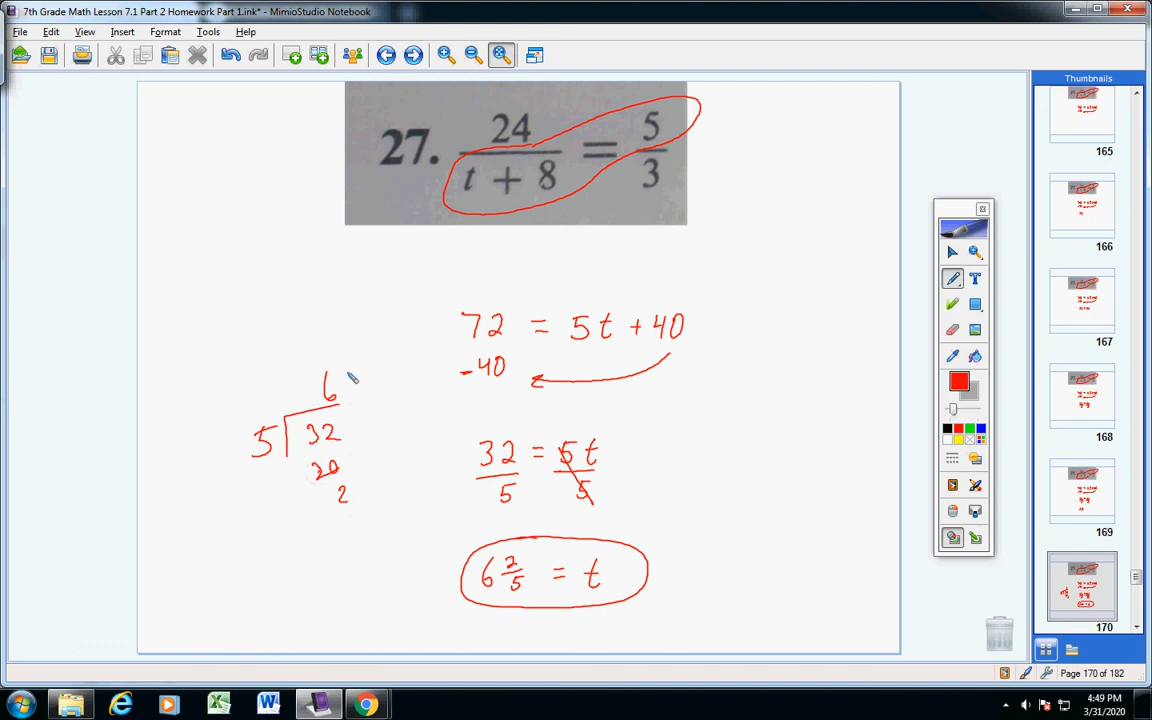 7th Grade Math Lesson 7.1 Part 2 Homework Part 1.ink* - MimioStudio Notebook
File Edit View Insert Format Tools Help
Thumbnails
27. 24/(t + 8) = 5/3
72 = 5t + 40
-40
6
5 32
30
2
32/5 = 5t/5
6 2/5 = t
165
166
167
168
169
170
Page 170 of 182
4:49 PM
3/31/2020